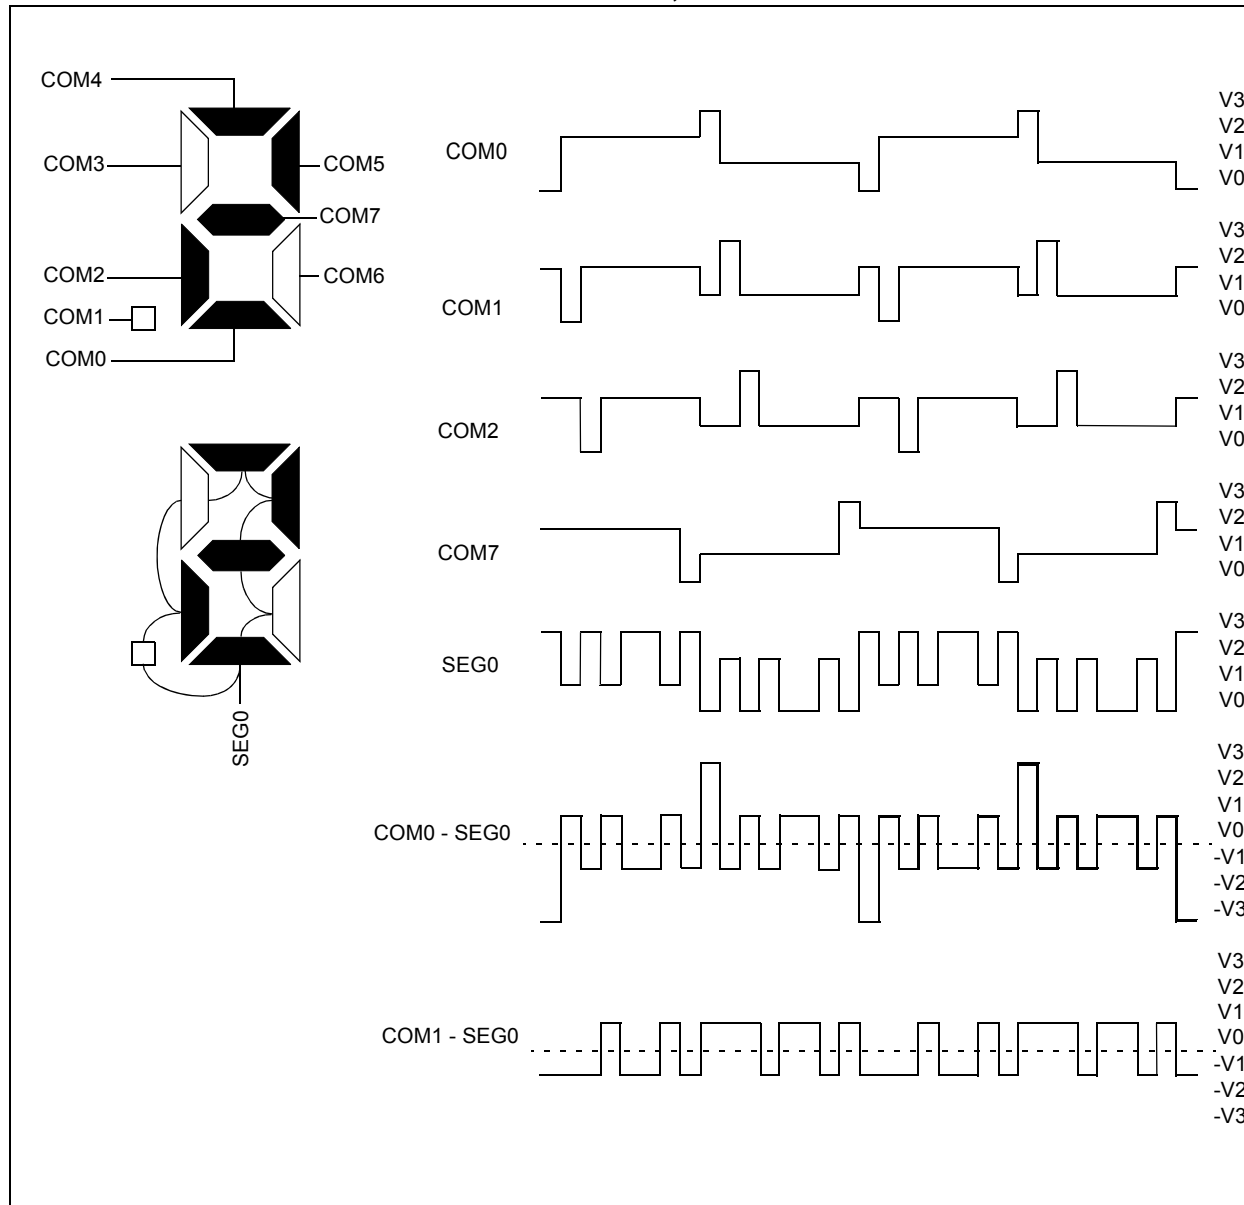 COM4
COM3
COM5
COM7
COM2
COM6
COM1
COM0
SEG0
COM0
V3
V2
V1
V0
COM1
V3
V2
V1
V0
COM2
V3
V2
V1
V0
COM7
V3
V2
V1
V0
SEG0
V3
V2
V1
V0
COM0 - SEG0
V3
V2
V1
V0
-V1
-V2
-V3
COM1 - SEG0
V3
V2
V1
V0
-V1
-V2
-V3